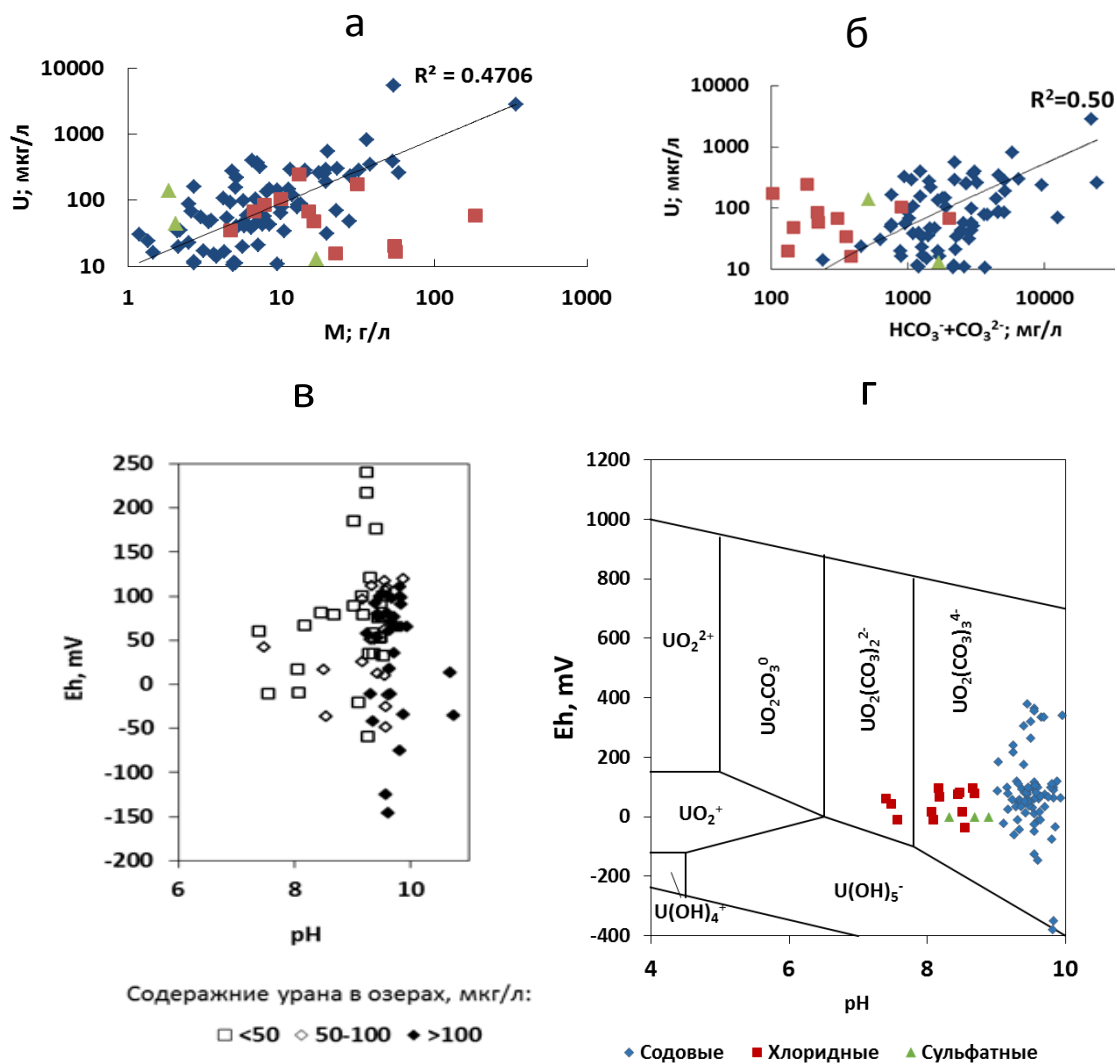 а
R² = 0.4706
U; мкг/л
10000
1000
100
10
1
10
100
1000
М; г/л
б
R²=0.50
U; мкг/л
10000
1000
100
10
100
1000
10000
HCO₃⁻+CO₃²⁻; мг/л
в
Eh, mV
250
200
150
100
50
0
-50
-100
-150
-200
6
8
10
pH
Содеражние урана в озерах, мкг/л:
<50 50-100 >100
г
Eh, mV
1200
1000
800
600
400
200
0
-200
-400
UO₂²⁺
UO₂CO₃⁰
UO₂(CO₃)₂²⁻
UO₂(CO₃)₃⁴⁻
UO₂⁺
U(OH)₄⁺
U(OH)₅⁻
4
6
8
10
pH
Содовые Хлоридные Сульфатные